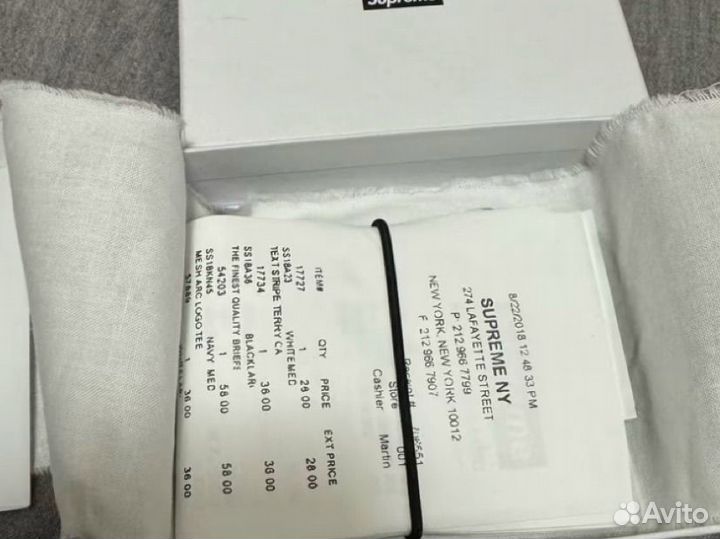 Supreme
8/22/2018 12 48 33 PM
SUPREME NY
274 LAFAYETTE STREET
P. 212 966 7799
NEW YORK, NEW YORK 10012
F. 212 966 7907
Store 001
Cashier Martin
ITEM# QTY PRICE EXT PRICE
17727 1 28 00 28 00
SS18A23 WHITE MED
TEXT STRIPE TERRY CA
17734 1 36 00 36 00
SS18A36 BLACK LAR
THE FINEST QUALITY BRIEFS
54203 1 58 00 58 00
SS18KN45 NAVY MED
MESH ARC LOGO TEE
1 36 00 36 00
Avito